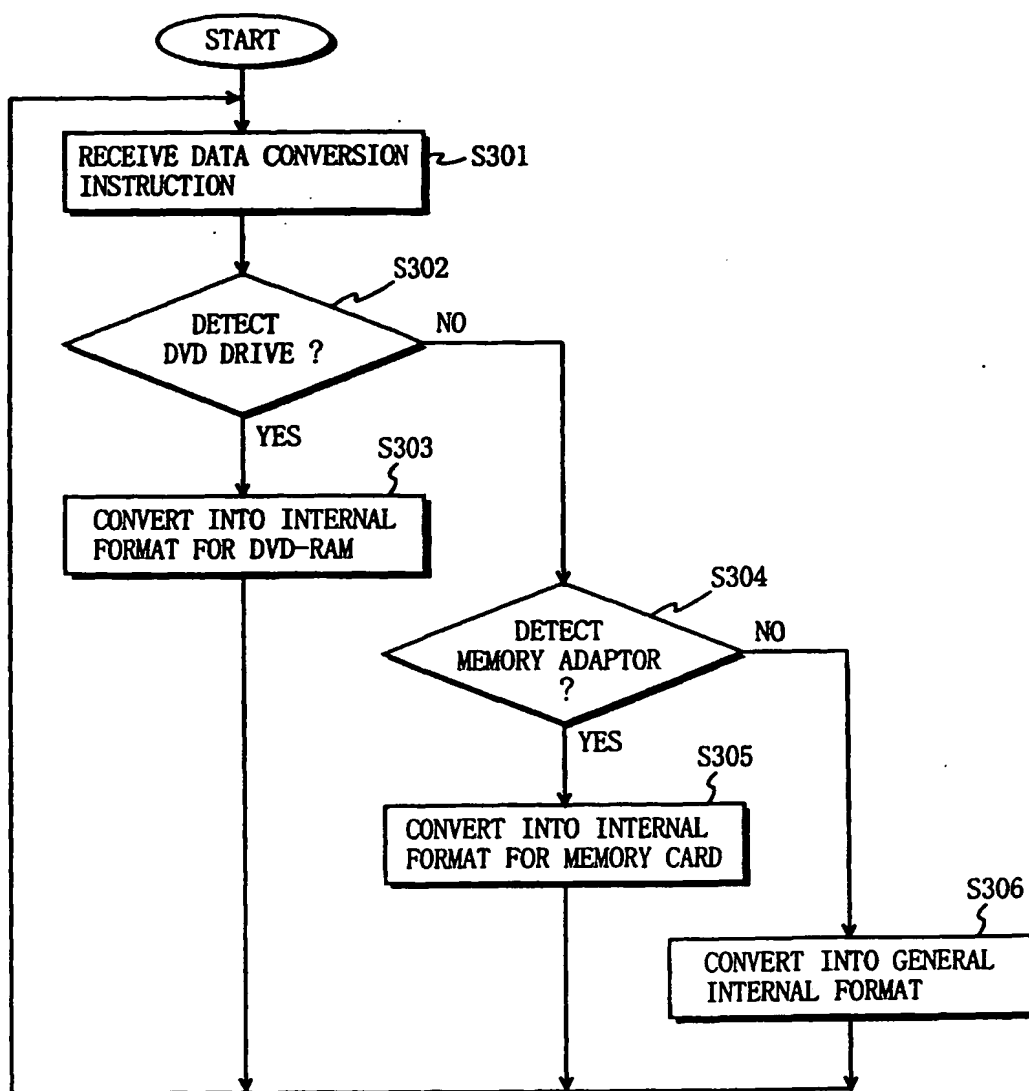 START
RECEIVE DATA CONVERSION
INSTRUCTION
S301
S302
DETECT
DVD DRIVE ?
NO
YES
S303
CONVERT INTO INTERNAL
FORMAT FOR DVD-RAM
S304
DETECT
MEMORY ADAPTOR
?
NO
YES
S305
CONVERT INTO INTERNAL
FORMAT FOR MEMORY CARD
S306
CONVERT INTO GENERAL
INTERNAL FORMAT